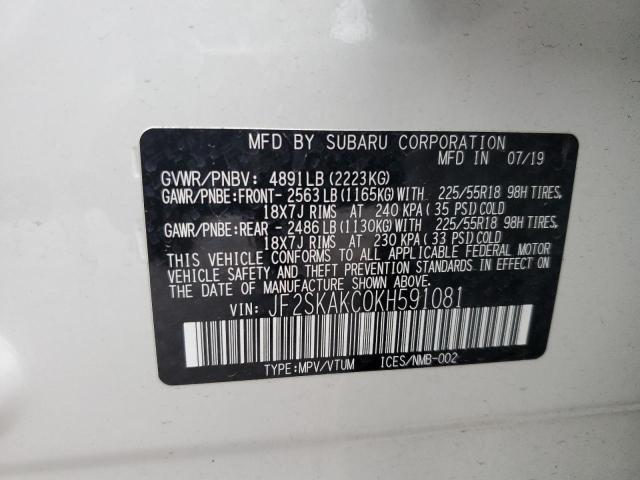 MFD BY SUBARU CORPORATION
MFD IN 07/19
GVWR/PNBV: 4891LB (2223KG)
GAWR/PNBE:FRONT- 2563LB (1165KG) WITH 225/55R18 98H TIRES,
18X7J RIMS AT 240 KPA ( 35 PSI) COLD
GAWR/PNBE:REAR - 2486LB (1130KG) WITH 225/55R18 98H TIRES,
18X7J RIMS AT 230 KPA ( 33 PSI) COLD
THIS VEHICLE CONFORMS TO ALL APPLICABLE FEDERAL MOTOR
VEHICLE SAFETY AND THEFT PREVENTION STANDARDS IN EFFECT ON
THE DATE OF MANUFACTURE SHOWN ABOVE.
VIN: JF2SKAKC0KH591081
TYPE:MPV/VTUM ICES/NMB-002